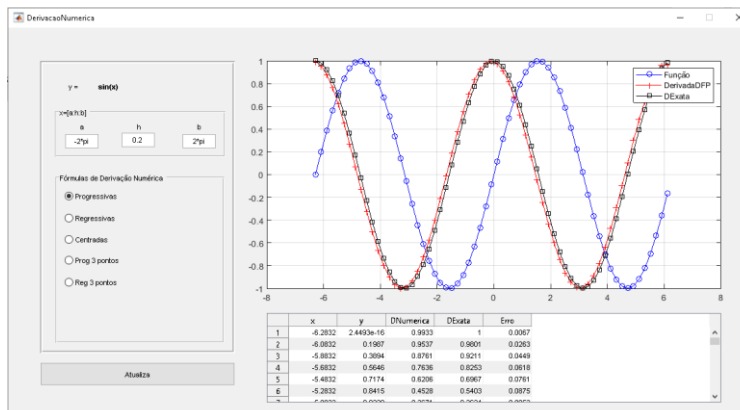 DerivacaoNumerica
y = sin(x)
x=[a:h:b]
a h b
-2*pi 0.2 2*pi
Fórmulas de Derivação Numérica
Progressivas
Regressivas
Centradas
Prog 3 pontos
Reg 3 pontos
Atualiza
Função
DerivadaDFP
DExata
1
0.8
0.6
0.4
0.2
0
-0.2
-0.4
-0.6
-0.8
-1
-8 -6 -4 -2 0 2 4 6 8
x y DNumerica DExata Erro
1 -6.2832 2.4493e-16 0.9933 1 0.0067
2 -6.0832 0.1987 0.9537 0.9801 0.0263
3 -5.8832 0.3894 0.8761 0.9211 0.0449
4 -5.6832 0.5646 0.7636 0.8253 0.0618
5 -5.4832 0.7174 0.6206 0.6967 0.0761
6 -5.2832 0.8415 0.4528 0.5403 0.0875